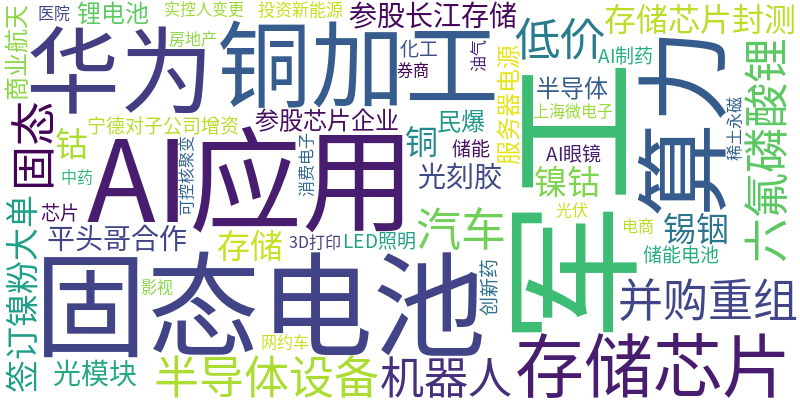 医院
锂电池
实控人变更
投资新能源
参股长江存储
存储芯片封测
商业航天
华为
房地产
铜加工
化工
券商
油气
低价
AI制药
固态
钴
宁德对子公司增资
参股芯片企业
民爆
铜
储能
服务器电源
半导体
上海微电子
算力
稀土永磁
六氟磷酸锂
芯片
中药
可控核聚变
AI应用
消费电子
光刻胶
AI眼镜
镍钴
军工
平头哥合作
存储
3D打印
LED照明
汽车
光伏
电商
锡铟
储能电池
签订镍粉大单
影视
固态电池
创新药
并购重组
光模块
网约车
半导体设备
机器人
存储芯片